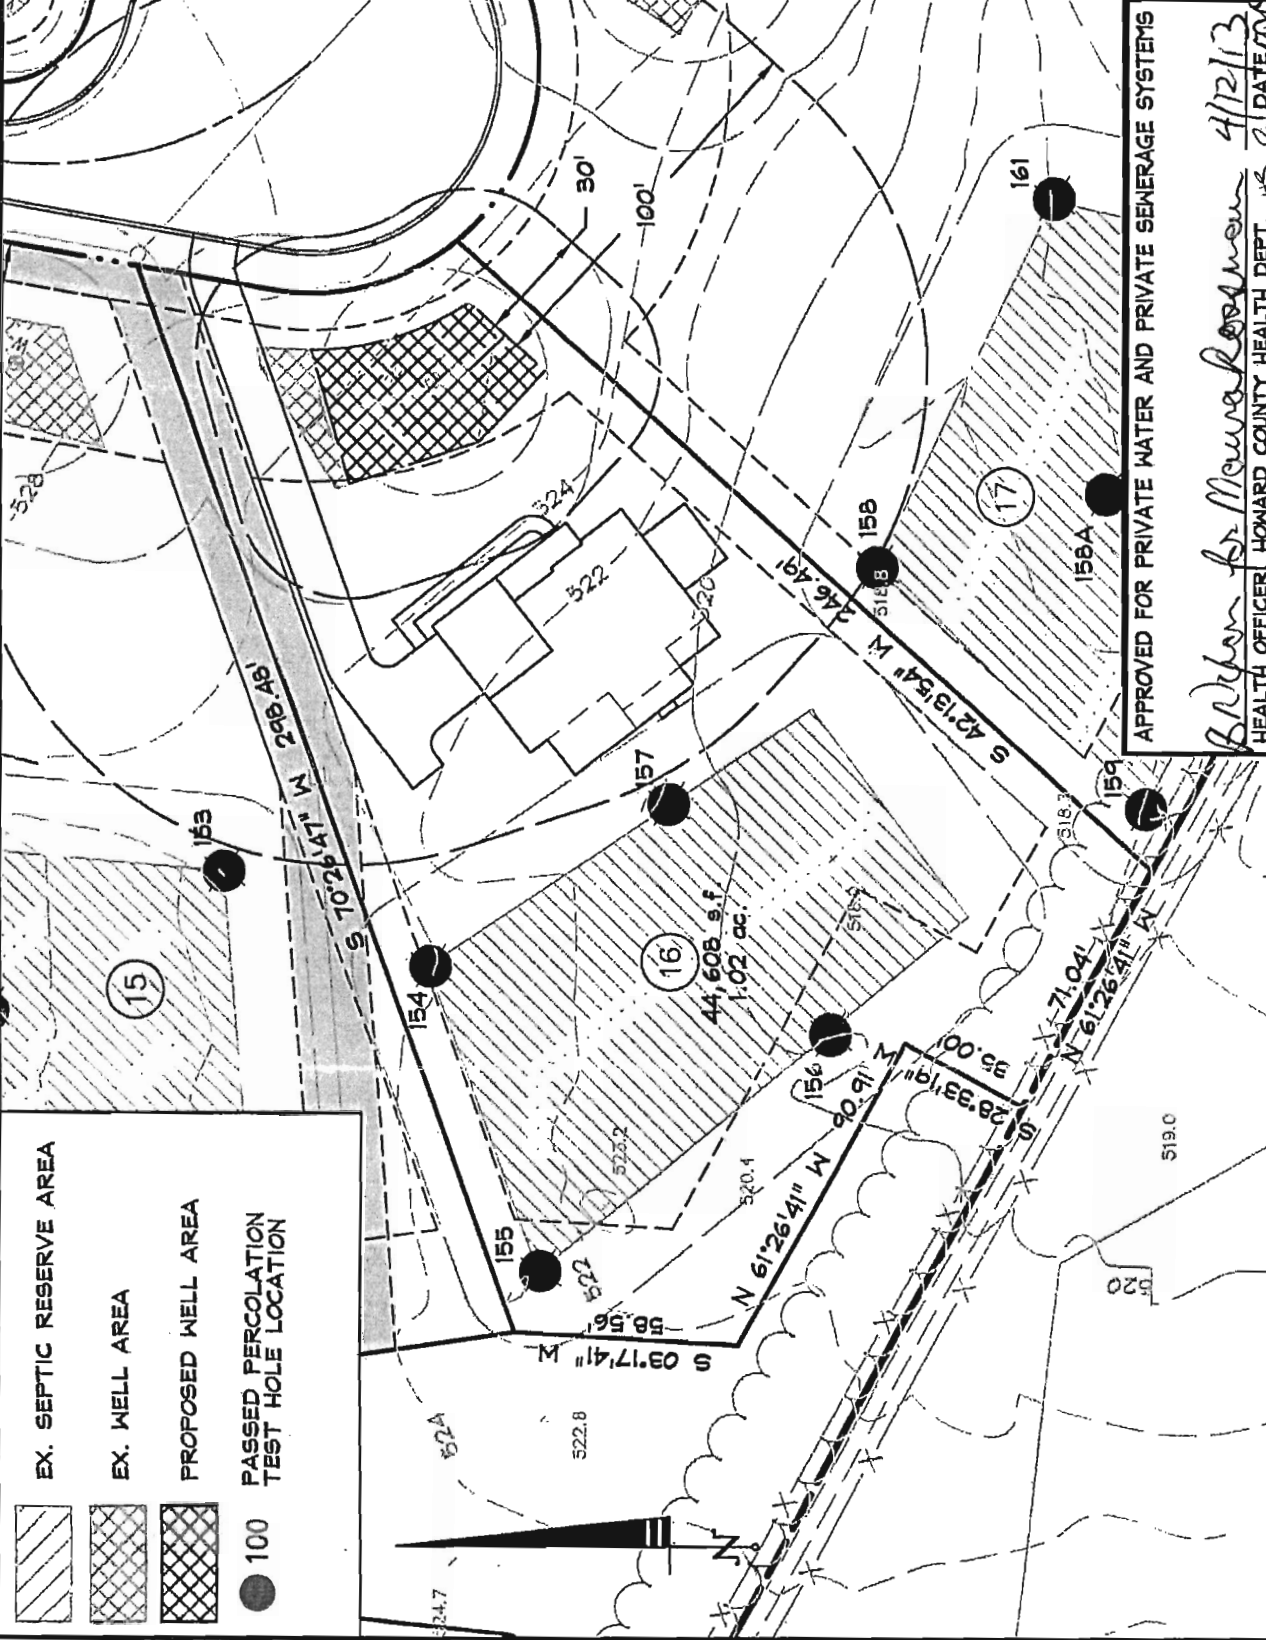 EX. SEPTIC RESERVE AREA
EX. WELL AREA
PROPOSED WELL AREA
100 PASSED PERCOLATION
TEST HOLE LOCATION
528
W
30'
100'
161
S 70°26'47" W 298.48'
153
15
154
524
522
520
157
158
518.8
S 42°13'54" W 246.49'
17
158A
159
518.
16
44,608 s.f.
1.02 ac.
156
155
522
523.2
520.4
S 03°17'41" W
58.56'
N 61°26'41" W
90.91'
S 28°33'19" W
35.00'
71.04'
N 61°26'41" W
519.0
520
524
522.8
24.7
N
APPROVED FOR PRIVATE WATER AND PRIVATE SEWERAGE SYSTEMS
for Maura 4/12/13
HEALTH OFFICER, HOWARD COUNTY HEALTH DEPT. DATE